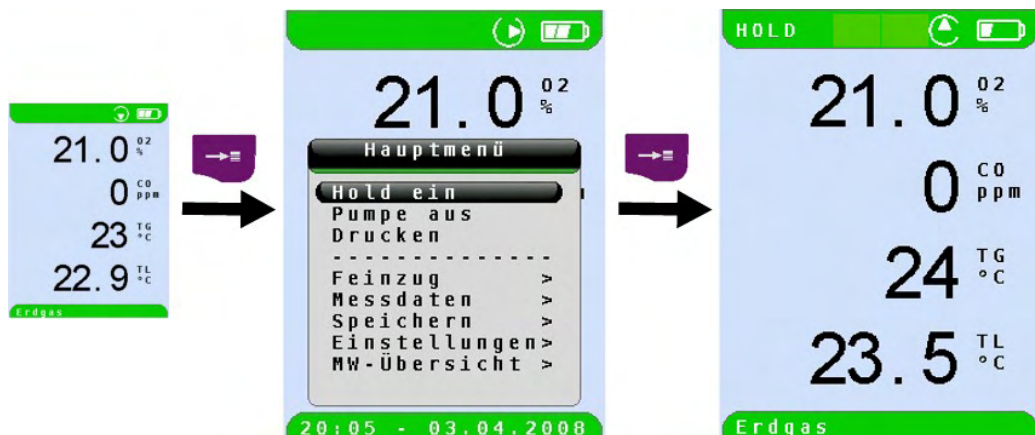 21.0 O2 %
0 CO ppm
23 TG °C
22.9 TL °C
Erdgas
21.0 O2 %
Hauptmenü
Hold ein
Pumpe aus
Drucken
--------------
Feinzug >
Messdaten >
Speichern >
Einstellungen>
MW-Übersicht >
20:05 - 03.04.2008
HOLD
21.0 O2 %
0 CO ppm
24 TG °C
23.5 TL °C
Erdgas